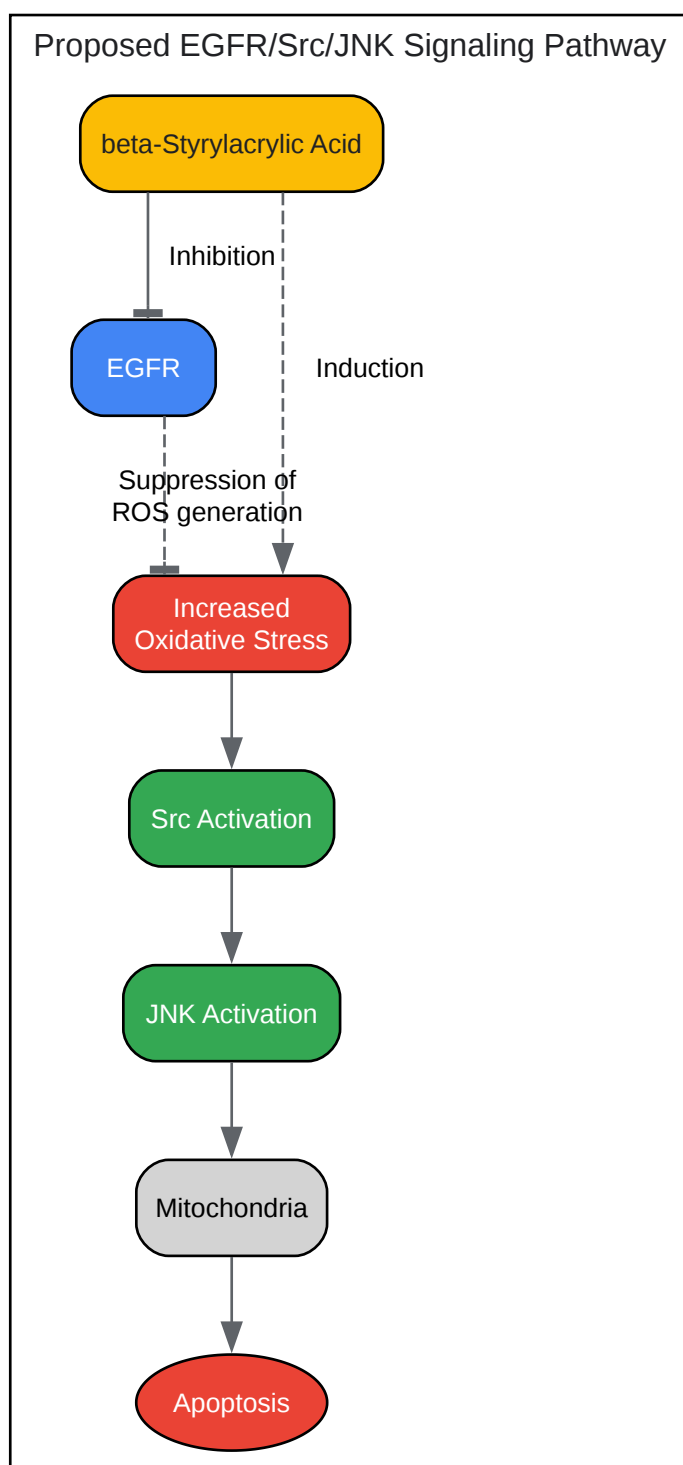 Proposed EGFR/Src/JNK Signaling Pathway
beta-Styrylacrylic Acid
Inhibition
EGFR
Induction
Suppression of
ROS generation
Increased
Oxidative Stress
Src Activation
JNK Activation
Mitochondria
Apoptosis